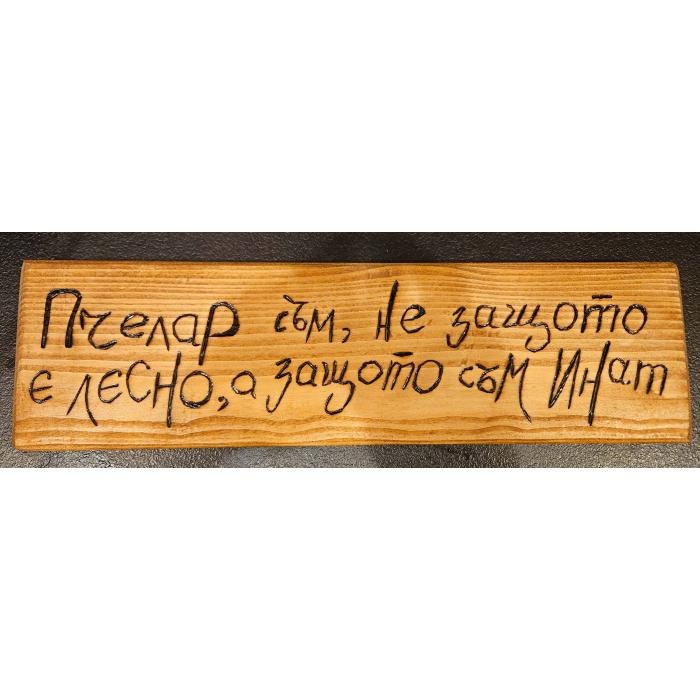 Пчелар съм, не защото
е лесно, а защото съм Инат